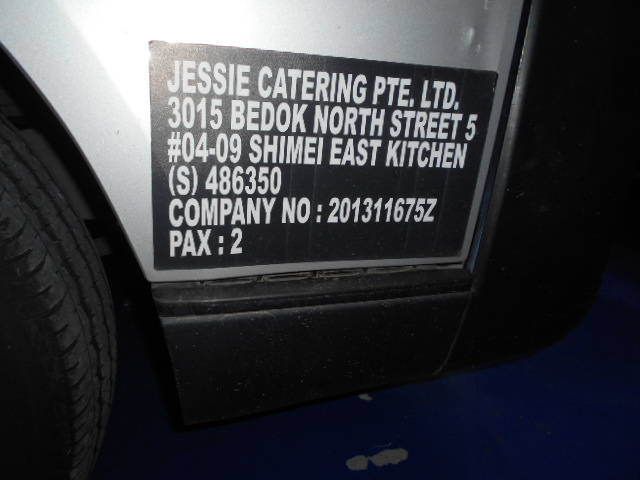 JESSIE CATERING PTE. LTD.
3015 BEDOK NORTH STREET 5
#04-09 SHIMEI EAST KITCHEN
(S) 486350
COMPANY NO : 201311675Z
PAX : 2